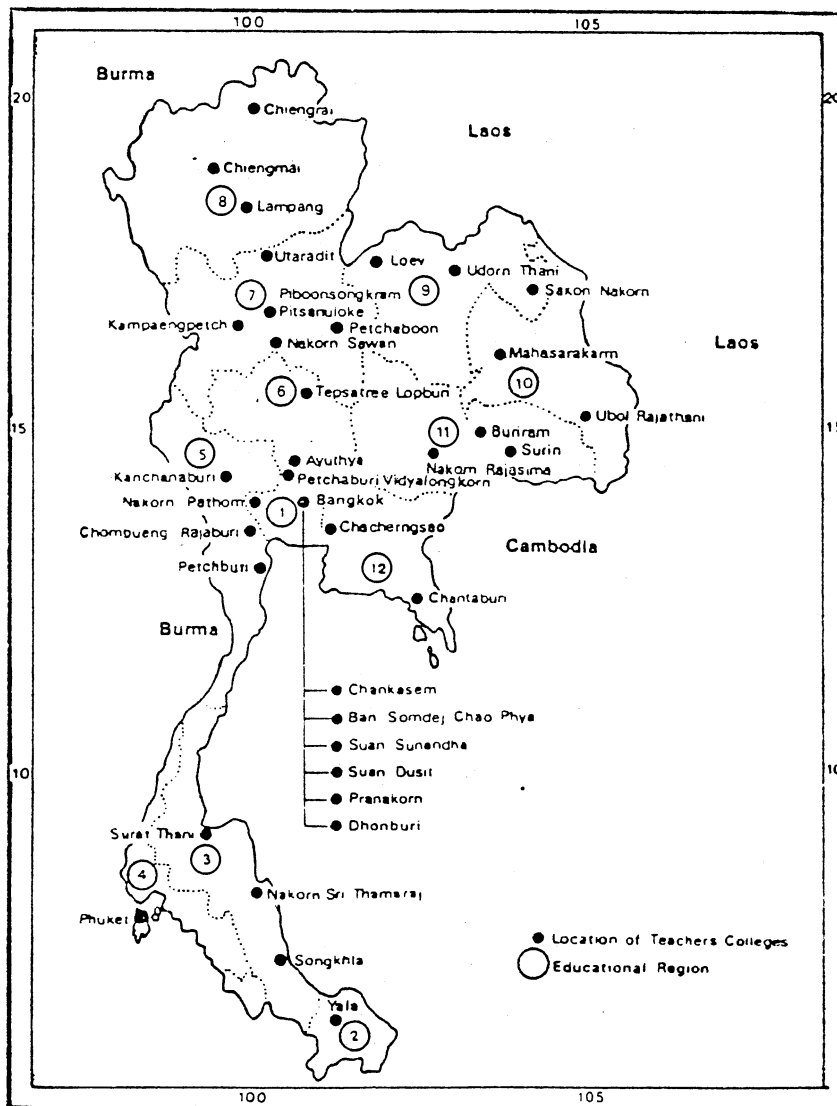 100 105
Burma
20 20
Chiengrai
Laos
Chiengmai
8
Lampang
Utaradit
Loev
Udorn Thani
7
Piboonsongkram
9
Sakon Nakorn
Pitsanuloke
Kampaengpetch
Petchaboon
Nakorn Sawan
Mahasarakarm
Laos
6
Tepsatree Lopburi
10
Ubol Rajathani
15 15
11
Buriram
5
Ayuthya
Surin
Nakorn Rajasima
Kanchanaburi
Petchaburi Vidyalongkorn
Nakorn Pathom
1
Bangkok
Chombueng Rajaburi
Chacherngsao
Cambodia
Petchburi
12
Chantaburi
Burma
Chankasem
Ban Somdej Chao Phya
Suan Sunandha
10 10
Suan Dusit
Pranakorn
Dhonburi
Surat Thani
3
4
Nakorn Sri Thamaraj
Phuket
Location of Teachers Colleges
Songkhla
Educational Region
Yala
2
100 105